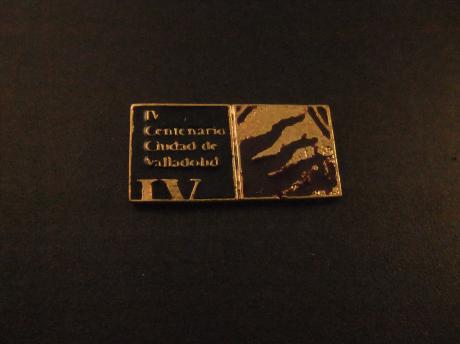 IV
Centenario
Ciudad de
Valladolid
IV